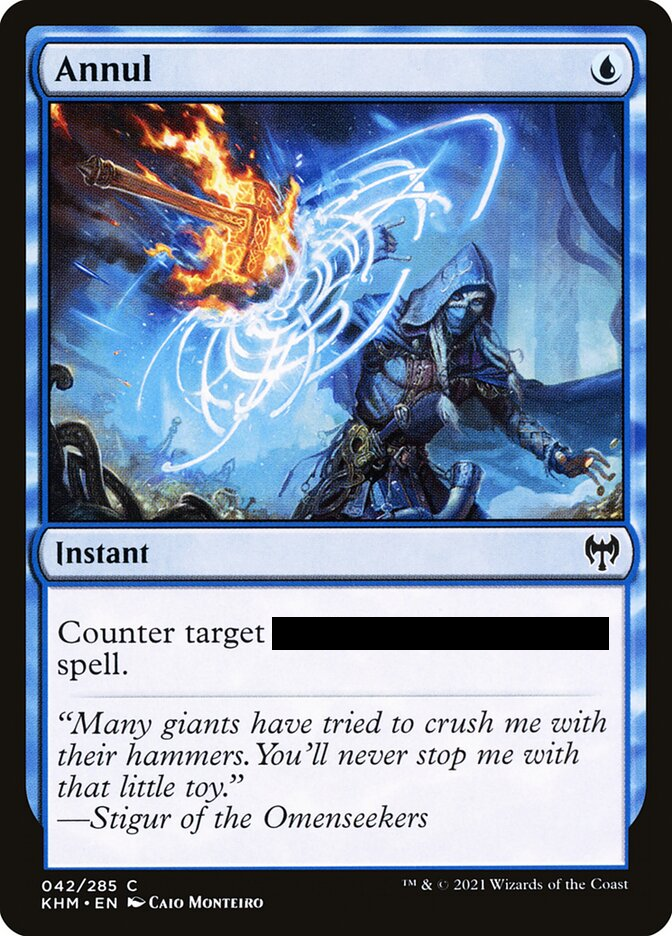 Annul
Instant
Counter target
spell.
“Many giants have tried to crush me with
their hammers. You’ll never stop me with
that little toy.”
—Stigur of the Omenseekers
042/285 C
™ & © 2021 Wizards of the Coast
KHM • EN Caio Monteiro